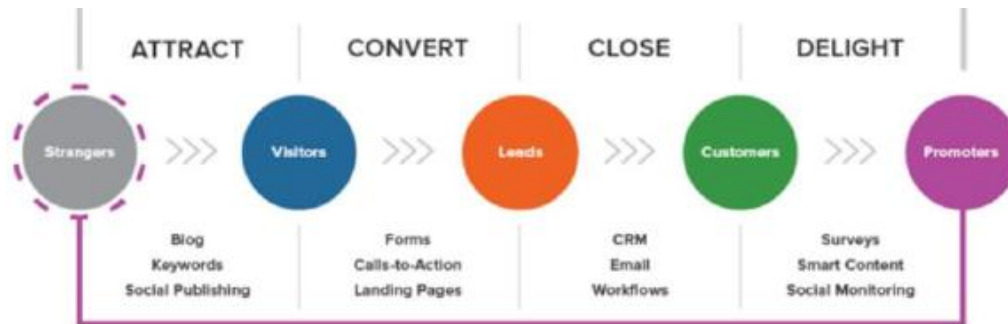 ATTRACT CONVERT CLOSE DELIGHT
Strangers Visitors Leads Customers Promoters
Blog Forms CRM Surveys
Keywords Calls-to-Action Email Smart Content
Social Publishing Landing Pages Workflows Social Monitoring